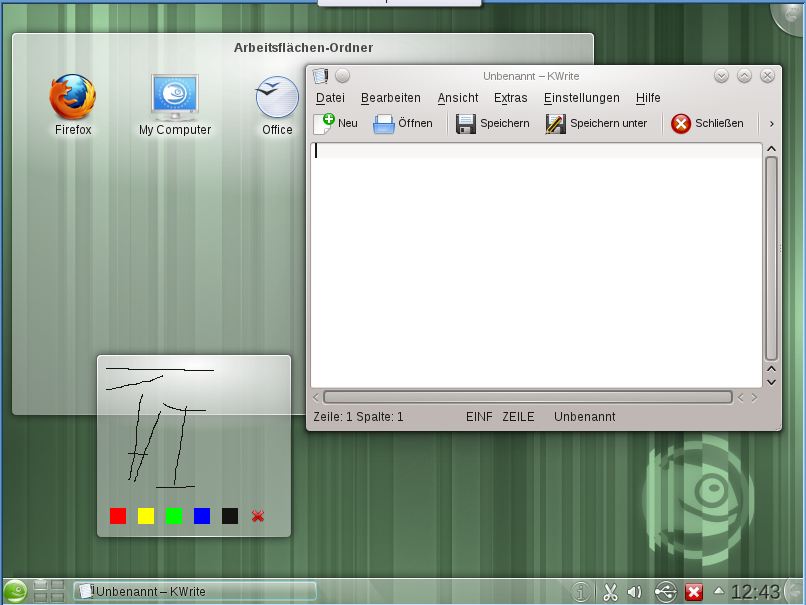 Arbeitsflächen-Ordner
Firefox
My Computer
Office
Unbenannt – KWrite
Datei Bearbeiten Ansicht Extras Einstellungen Hilfe
Neu Öffnen Speichern Speichern unter Schließen
Zeile: 1 Spalte: 1 EINF ZEILE Unbenannt
Unbenannt – KWrite
12:43